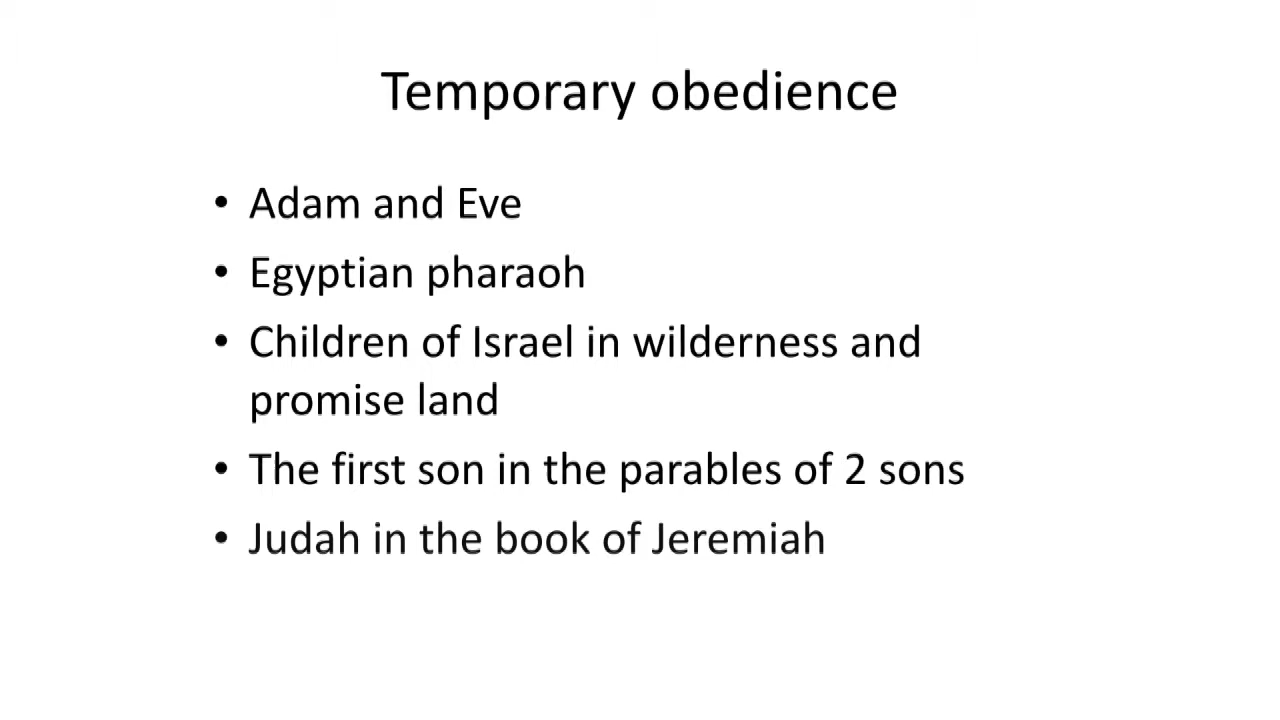 Temporary obedience
• Adam and Eve
• Egyptian pharaoh
• Children of Israel in wilderness and
promise land
• The first son in the parables of 2 sons
• Judah in the book of Jeremiah